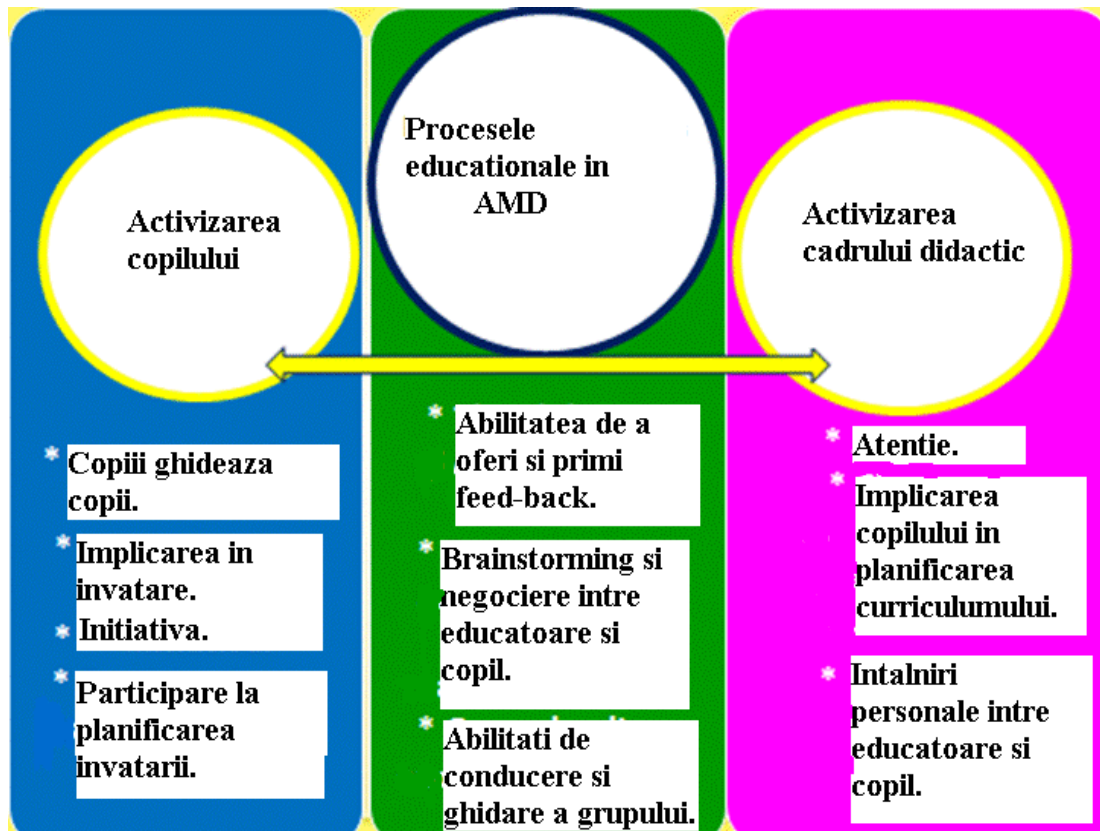 Activizarea
copilului
* Copiii ghideaza
copii.
* Implicarea in
invatare.
* Initiativa.
* Participare la
planificarea
invatarii.
Procesele
educationale in
AMD
* Abilitatea de a
oferi si primi
feed-back.
* Brainstorming si
negociere intre
educatoare si
copil.
* Abilitati de
conducere si
ghidare a grupului.
Activizarea
cadrului didactic
* Atentie.
* Implicarea
copilului in
planificarea
curriculumului.
* Intalniri
personale intre
educatoare si
copil.